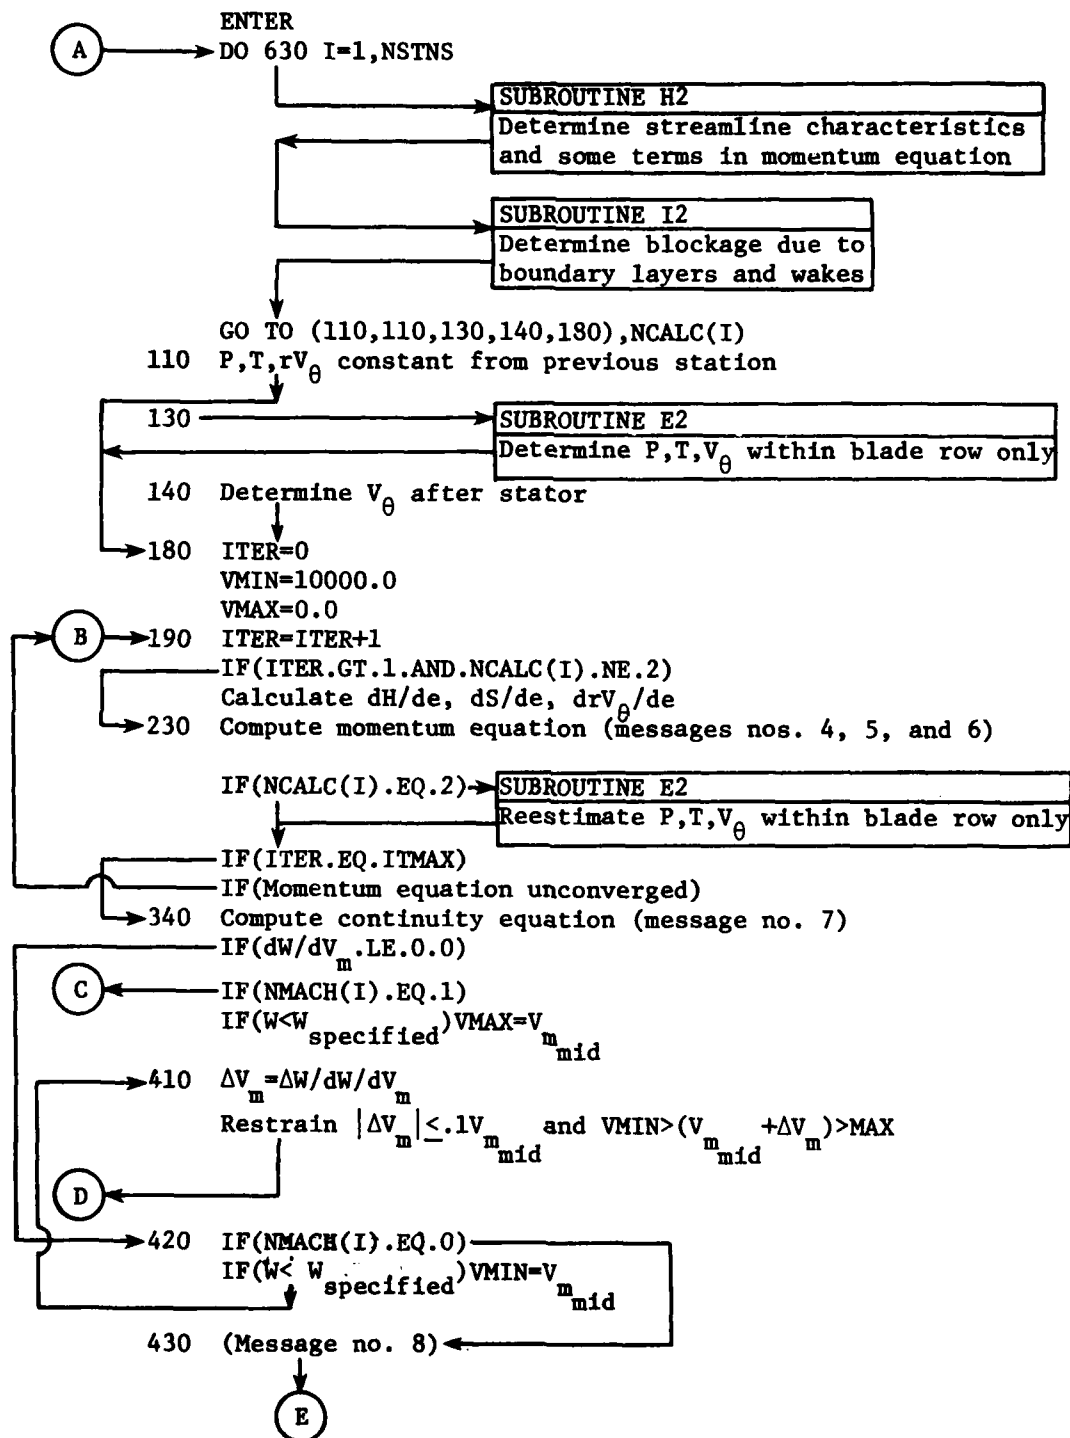 ENTER
A
DO 630 I=1,NSTNS
SUBROUTINE H2
Determine streamline characteristics
and some terms in momentum equation
SUBROUTINE I2
Determine blockage due to
boundary layers and wakes
GO TO (110,110,130,140,180),NCALC(I)
110 P,T,rVθ constant from previous station
130
SUBROUTINE E2
Determine P,T,Vθ within blade row only
140 Determine Vθ after stator
180 ITER=0
VMIN=10000.0
VMAX=0.0
B
190 ITER=ITER+1
IF(ITER.GT.1.AND.NCALC(I).NE.2)
Calculate dH/de, dS/de, drVθ/de
230 Compute momentum equation (messages nos. 4, 5, and 6)
IF(NCALC(I).EQ.2)
SUBROUTINE E2
Reestimate P,T,Vθ within blade row only
IF(ITER.EQ.ITMAX)
IF(Momentum equation unconverged)
340 Compute continuity equation (message no. 7)
IF(dW/dVm.LE.0.0)
C
IF(NMACH(I).EQ.1)
IF(W<Wspecified)VMAX=Vmmid
410 ΔVm=ΔW/dW/dVm
Restrain |ΔVm|≤.1Vmmid and VMIN>(Vmmid+ΔVm)>MAX
D
420 IF(NMACH(I).EQ.0)
IF(W< Wspecified)VMIN=Vmmid
430 (Message no. 8)
E